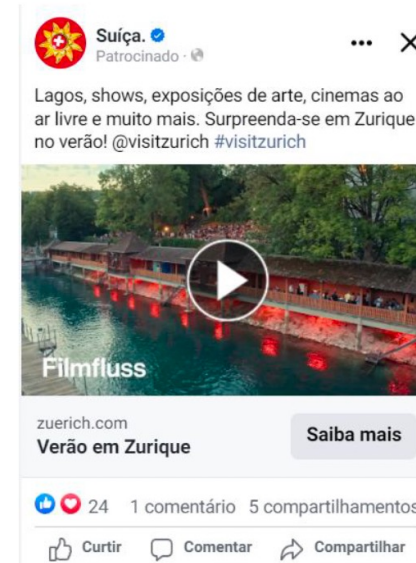 Suíça.
Patrocinado ·
Lagos, shows, exposições de arte, cinemas ao
ar livre e muito mais. Surpreenda-se em Zurique
no verão! @visitzurich #visitzurich
Filmfluss
zuerich.com
Verão em Zurique
Saiba mais
24 1 comentário 5 compartilhamentos
Curtir Comentar Compartilhar